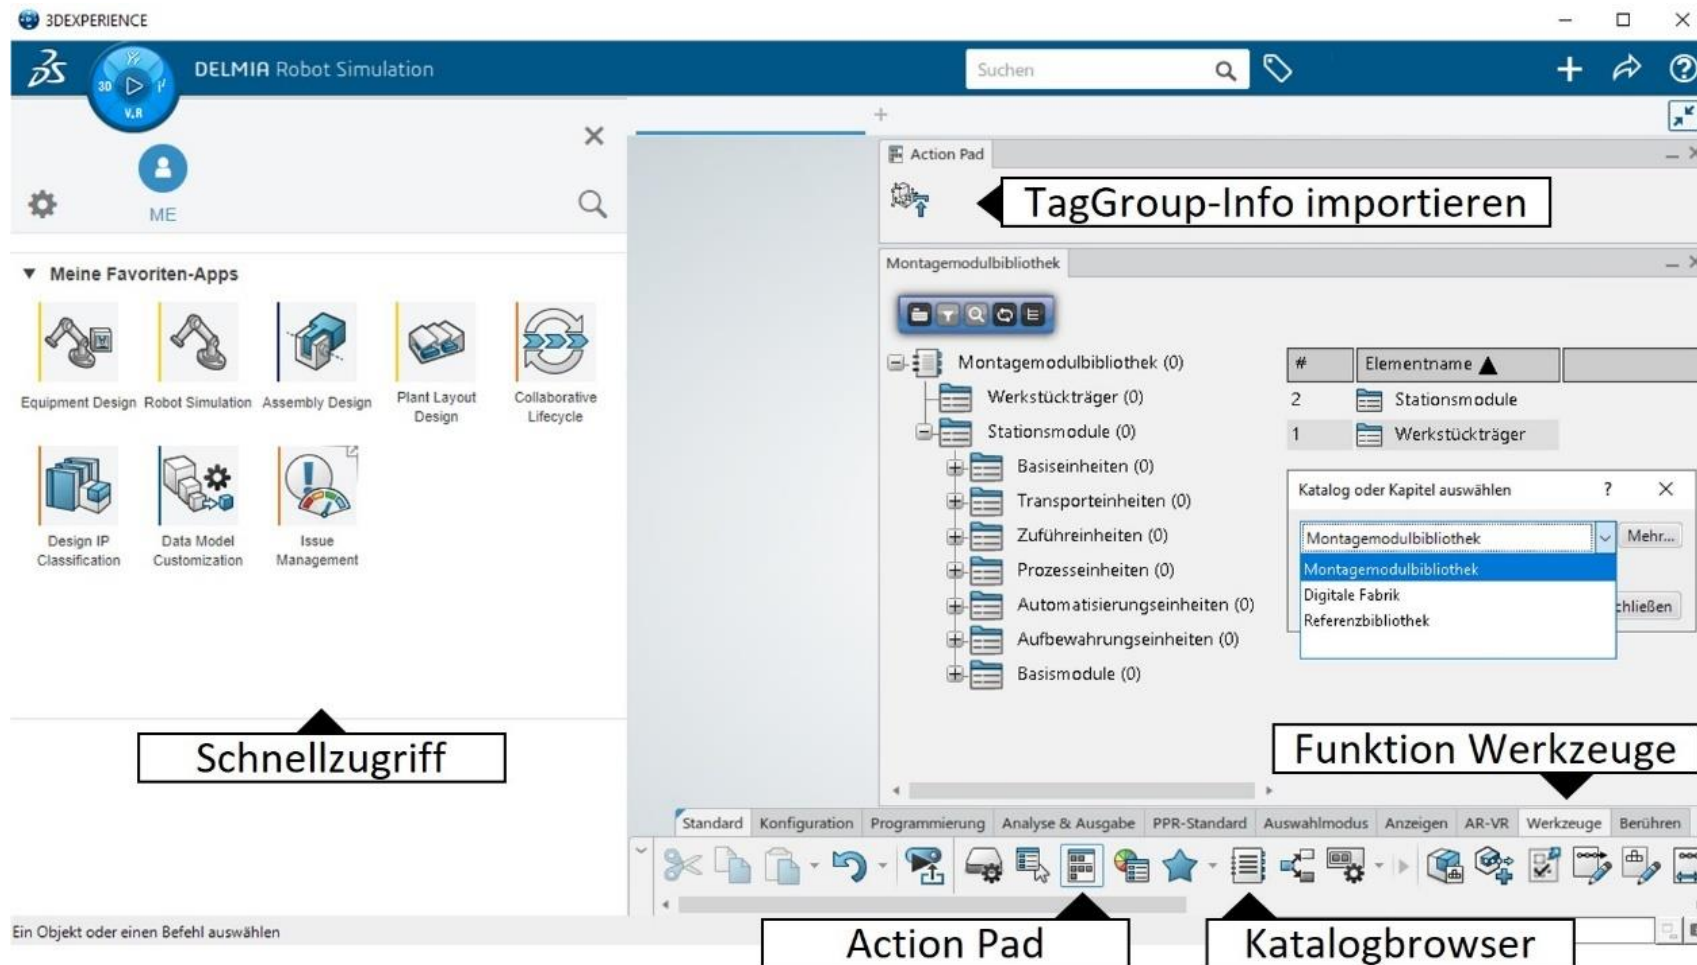 3DEXPERIENCE
3DS
3D
V.R
DELMIA Robot Simulation
Suchen
ME
Meine Favoriten-Apps
Equipment Design
Robot Simulation
Assembly Design
Plant Layout
Design
Collaborative
Lifecycle
Design IP
Classification
Data Model
Customization
Issue
Management
Schnellzugriff
Action Pad
TagGroup-Info importieren
Montagemodulbibliothek
Montagemodulbibliothek (0)
Werkstückträger (0)
Stationsmodule (0)
Basiseinheiten (0)
Transporteinheiten (0)
Zuführeinheiten (0)
Prozesseinheiten (0)
Automatisierungseinheiten (0)
Aufbewahrungseinheiten (0)
Basismodule (0)
# Elementname
2 Stationsmodule
1 Werkstückträger
Katalog oder Kapitel auswählen ?
Montagemodulbibliothek Mehr...
Montagemodulbibliothek
Digitale Fabrik
Referenzbibliothek
chließen
Funktion Werkzeuge
Standard Konfiguration Programmierung Analyse & Ausgabe PPR-Standard Auswahlmodus Anzeigen AR-VR Werkzeuge Berühren
Ein Objekt oder einen Befehl auswählen
Action Pad
Katalogbrowser